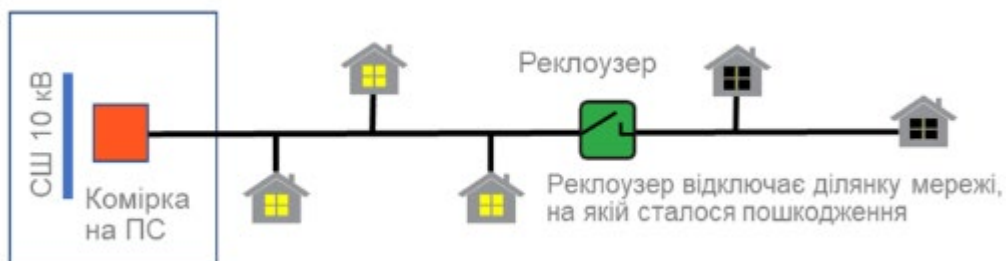 СШ 10 кВ
Комірка
на ПС
Реклоузер
Реклоузер відключає ділянку мережі,
на якій сталося пошкодження